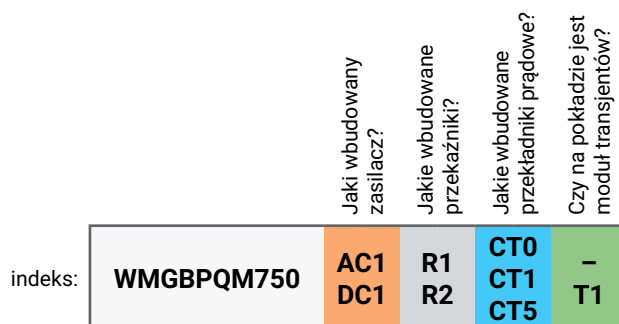 Jaki wbudowany
zasilacz?
Jakie wbudowane
przekaźniki?
Jakie wbudowane
przekładniki prądowe?
Czy na pokładzie jest
moduł transjentów?
indeks:
WMGBPQM750
AC1
DC1
R1
R2
CT0
CT1
CT5
–
T1